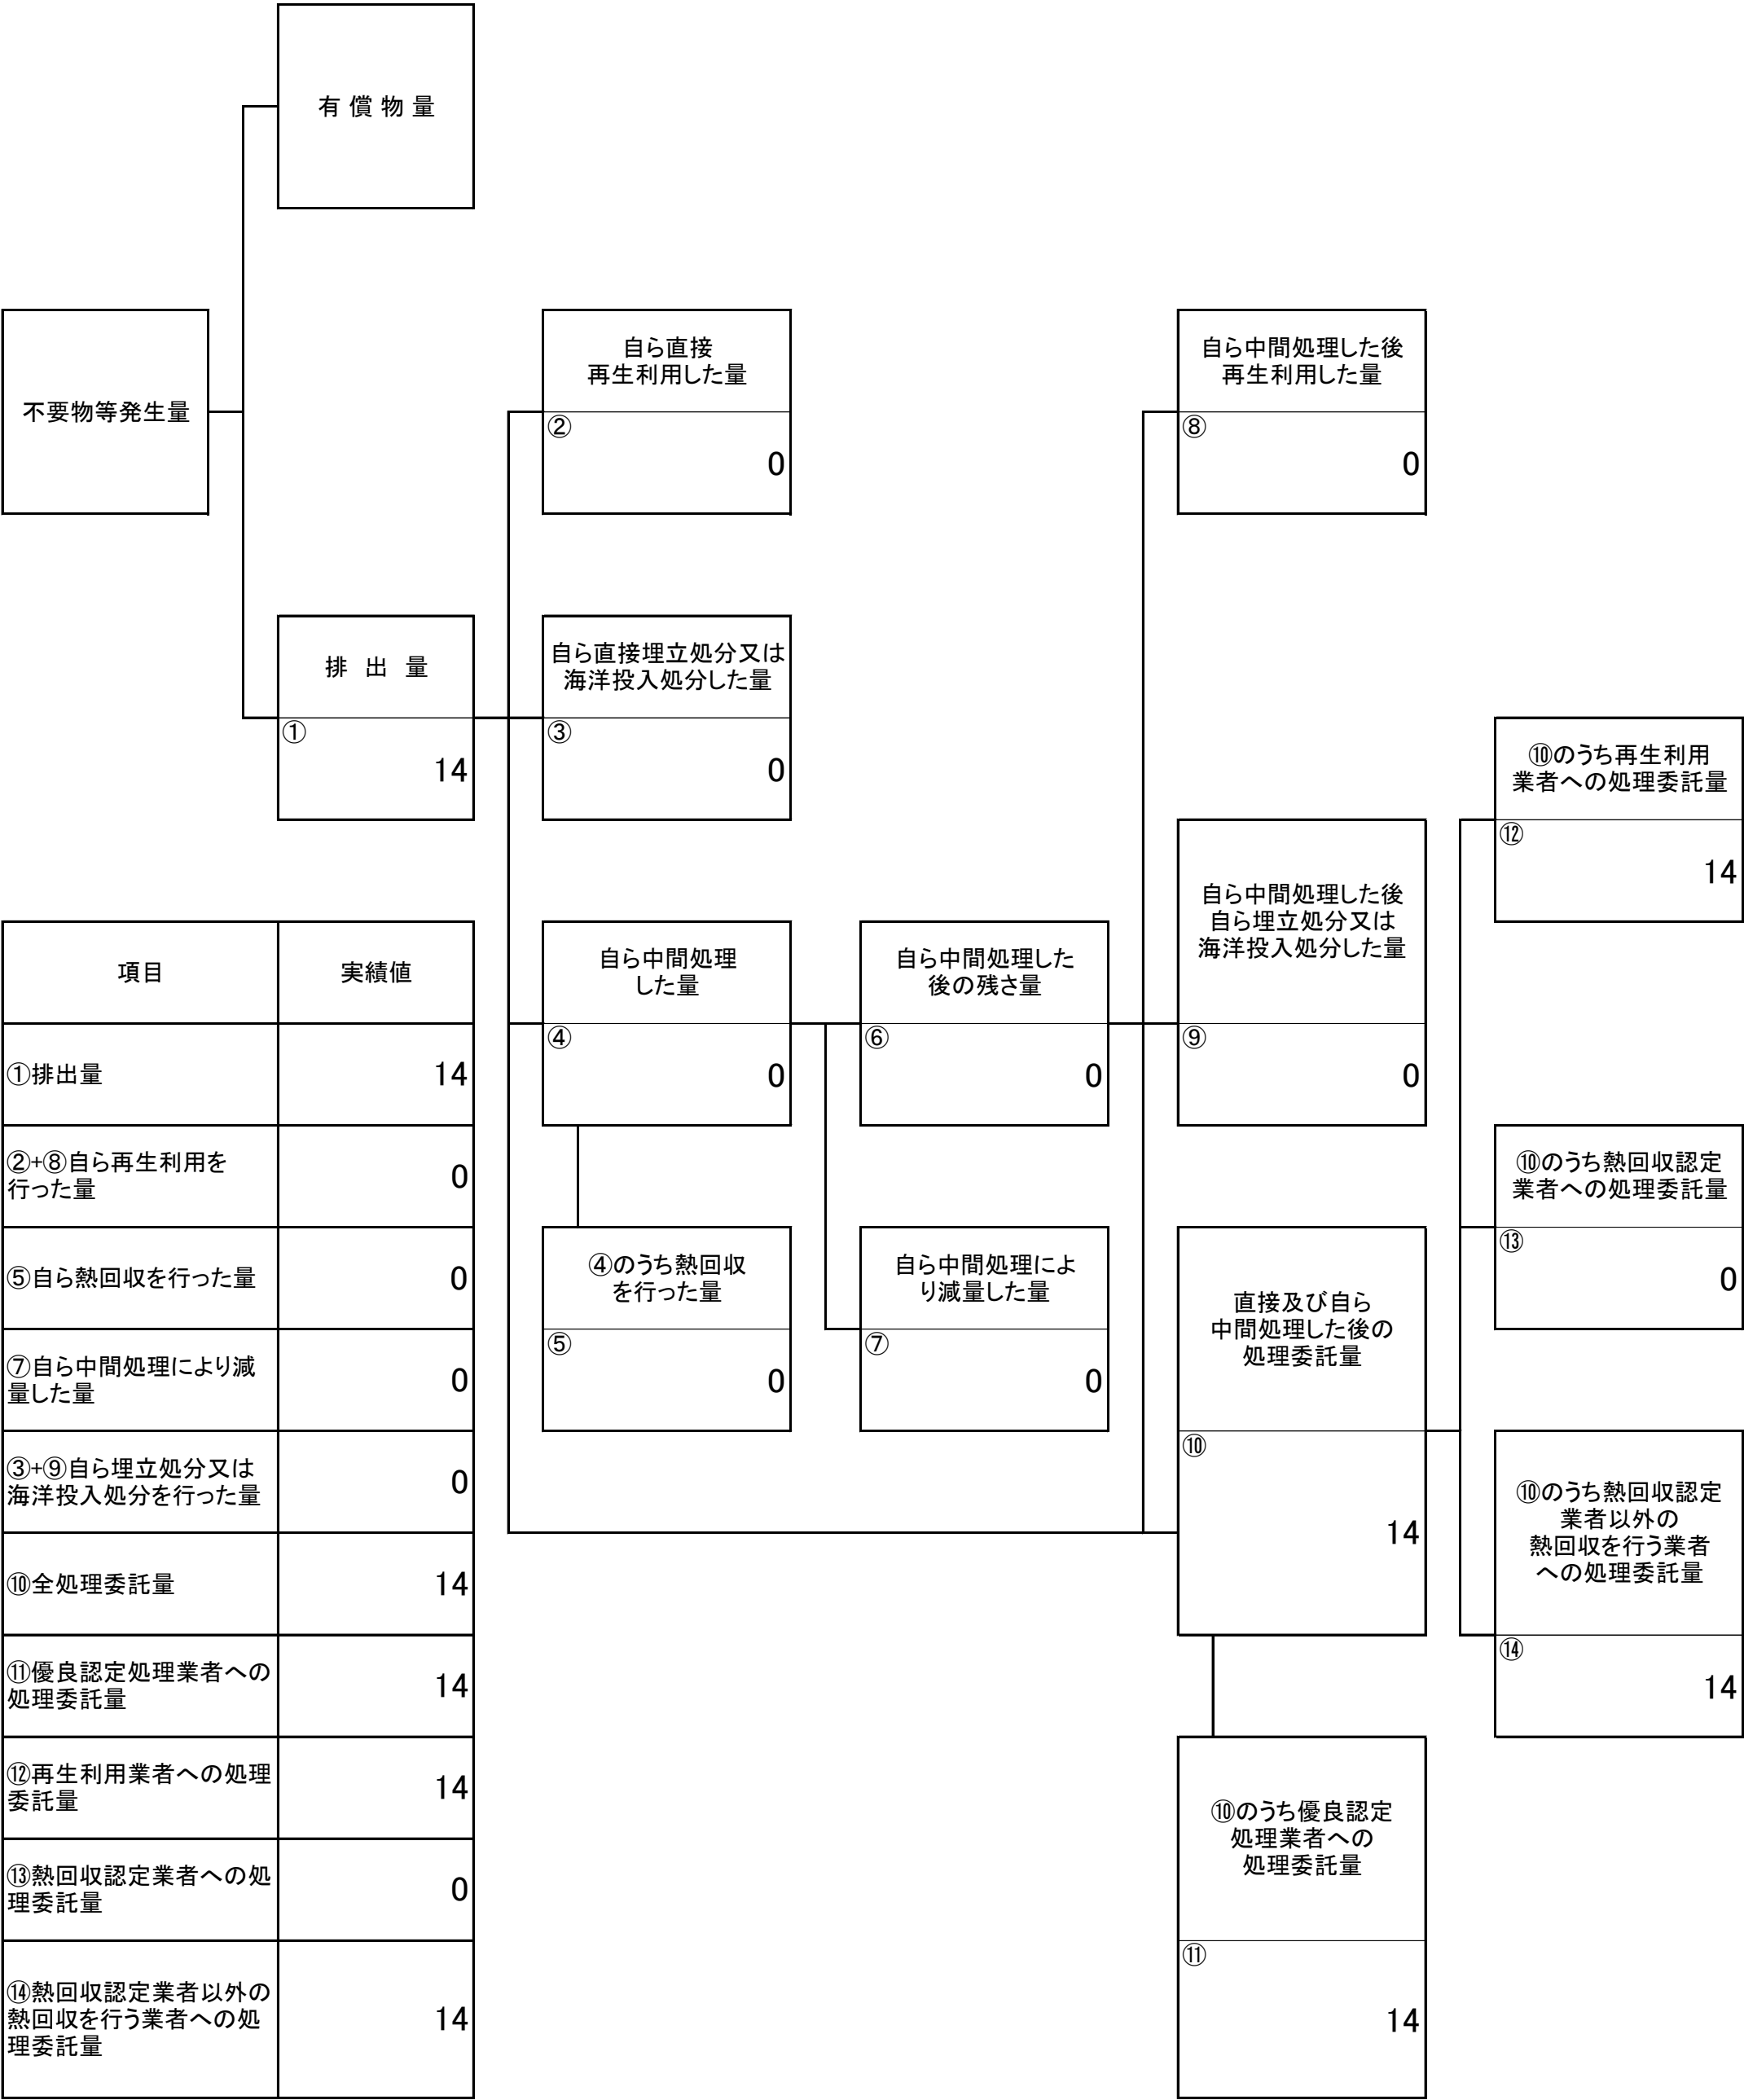 有 償 物 量
不要物等発生量
自ら直接
再生利用した量
②
0
自ら中間処理した後
再生利用した量
⑧
0
排 出 量
①
14
自ら直接埋立処分又は
海洋投入処分した量
③
0
⑩のうち再生利用
業者への処理委託量
⑫
14
自ら中間処理した後
自ら埋立処分又は
海洋投入処分した量
⑨
0
自ら中間処理
した量
④
0
自ら中間処理した
後の残さ量
⑥
0
⑩のうち熱回収認定
業者への処理委託量
⑬
0
④のうち熱回収
を行った量
⑤
0
自ら中間処理によ
り減量した量
⑦
0
直接及び自ら
中間処理した後の
処理委託量
⑩
14
⑩のうち熱回収認定
業者以外の
熱回収を行う業者
への処理委託量
⑭
14
⑩のうち優良認定
処理業者への
処理委託量
⑪
14
項目 実績値
①排出量 14
②+⑧自ら再生利用を
行った量 0
⑤自ら熱回収を行った量 0
⑦自ら中間処理により減
量した量 0
③+⑨自ら埋立処分又は
海洋投入処分を行った量 0
⑩全処理委託量 14
⑪優良認定処理業者への
処理委託量 14
⑫再生利用業者への処理
委託量 14
⑬熱回収認定業者への処
理委託量 0
⑭熱回収認定業者以外の
熱回収を行う業者への処
理委託量 14